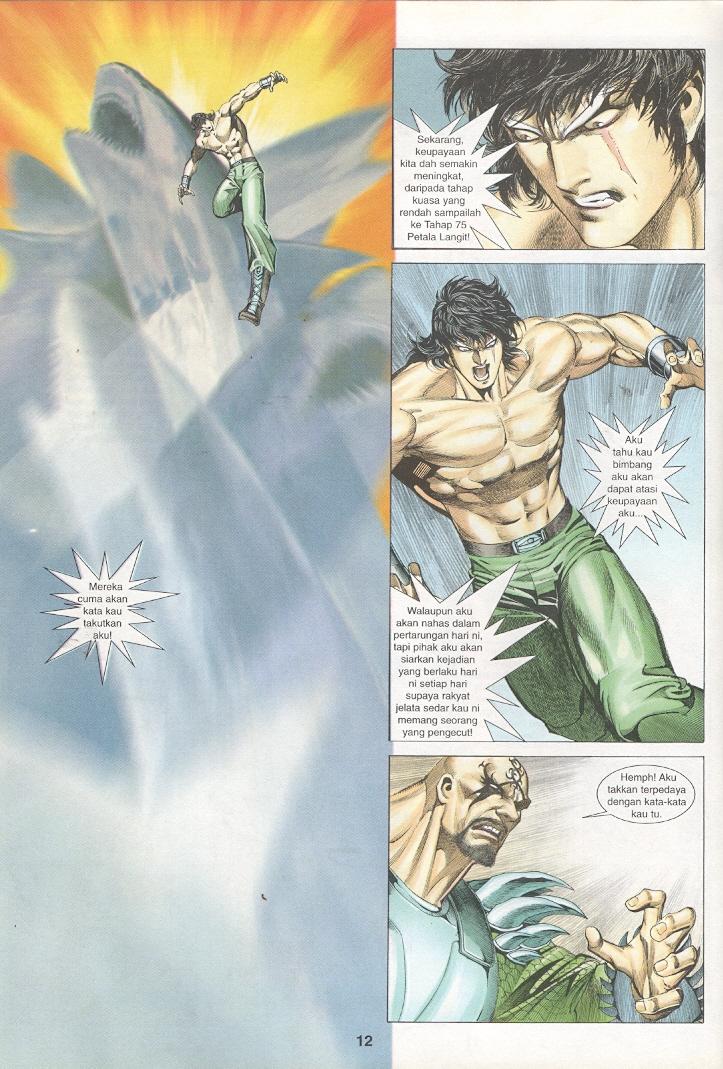 Sekarang,
keupayaan
kita dah semakin
meningkat,
daripada tahap
kuasa yang
rendah sampailah
ke Tahap 75
Petala Langit!
Aku
tahu kau
bimbang
aku akan
dapat atasi
keupayaan
aku...
Walaupun aku
akan nahas dalam
pertarungan hari ni,
tapi pihak aku akan
siarkan kejadian
yang berlaku hari
ni setiap hari
supaya rakyat
jelata sedar kau ni
memang seorang
yang pengecut!
Mereka
cuma akan
kata kau
takutkan
aku!
Hemph! Aku
takkan terpedaya
dengan kata-kata
kau tu.
12